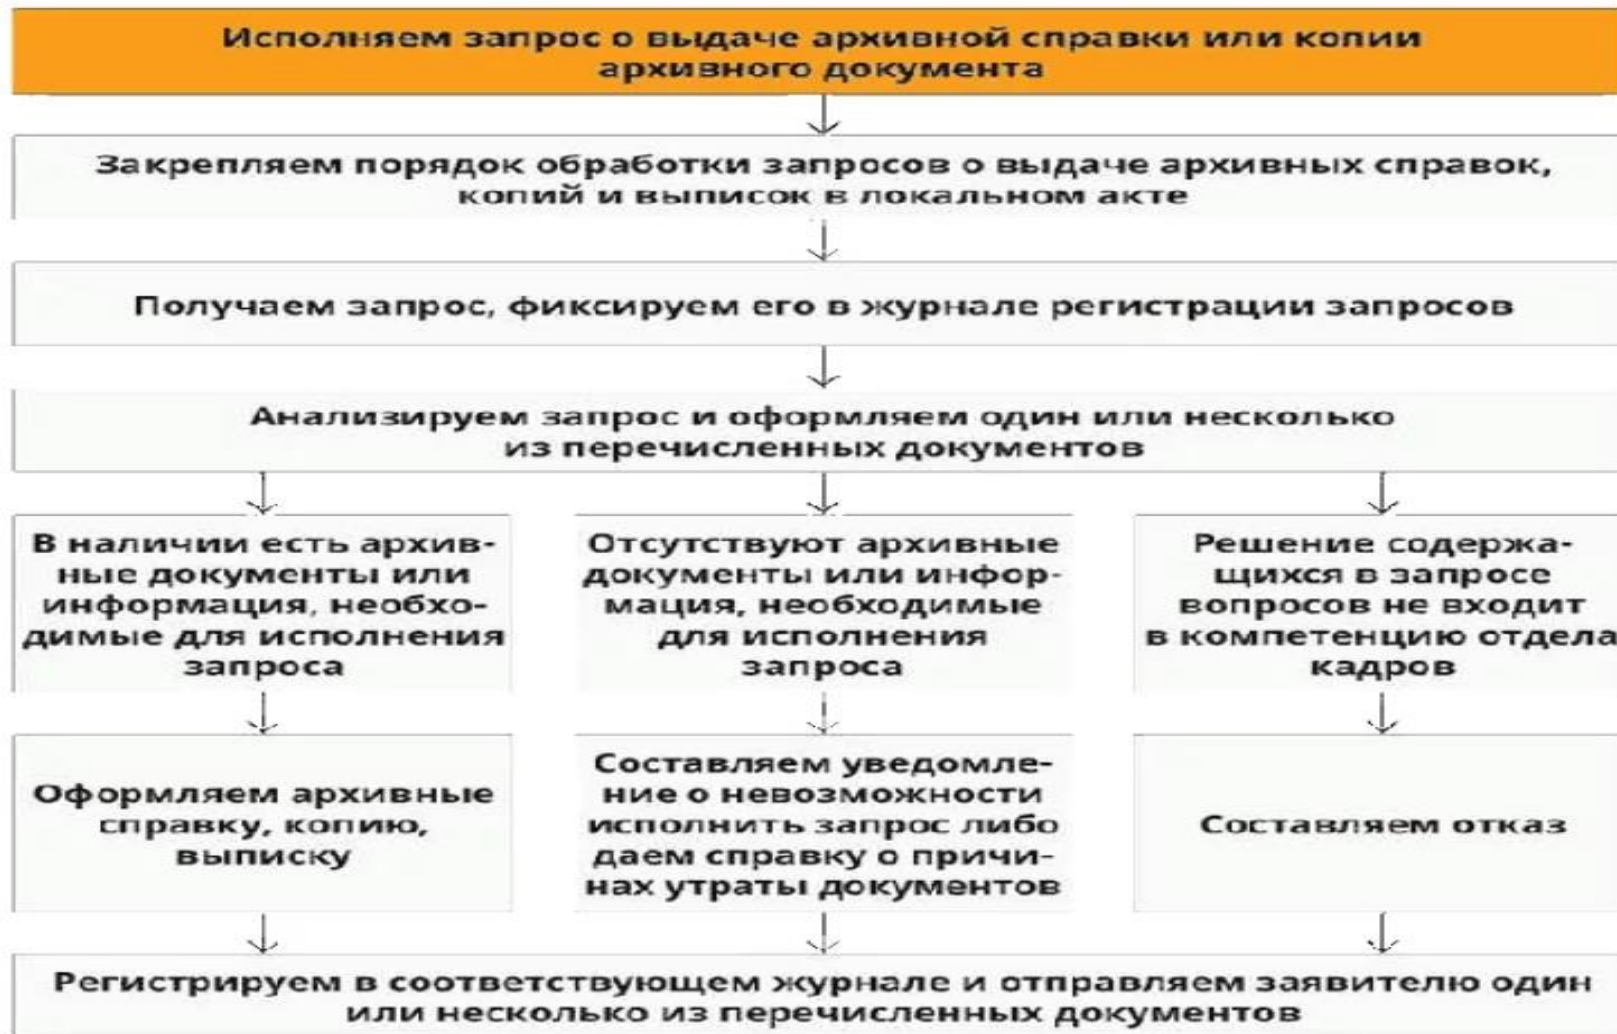 Исполняем запрос о выдаче архивной справки или копии
архивного документа
Закрепляем порядок обработки запросов о выдаче архивных справок,
копий и выписок в локальном акте
Получаем запрос, фиксируем его в журнале регистрации запросов
Анализируем запрос и оформляем один или несколько
из перечисленных документов
В наличии есть архив-
ные документы или
информация, необхо-
димые для исполнения
запроса
Отсутствуют архивные
документы или инфор-
мация, необходимые
для исполнения
запроса
Решение содержа-
щихся в запросе
вопросов не входит
в компетенцию отдела
кадров
Оформляем архивные
справку, копию,
выписку
Составляем уведомле-
ние о невозможности
исполнить запрос либо
даем справку о причи-
нах утраты документов
Составляем отказ
Регистрируем в соответствующем журнале и отправляем заявителю один
или несколько из перечисленных документов